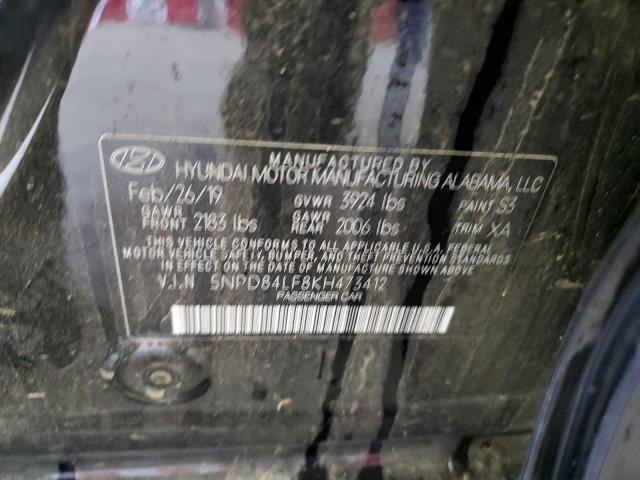 MANUFACTURED BY
HYUNDAI MOTOR MANUFACTURING ALABAMA, LLC
Feb/26/19 GVWR 3924 lbs PAINT S3
GAWR FRONT 2183 lbs GAWR REAR 2006 lbs TRIM XA
THIS VEHICLE CONFORMS TO ALL APPLICABLE U.S.A. FEDERAL
MOTOR VEHICLE SAFETY, BUMPER, AND THEFT PREVENTION STANDARDS
IN EFFECT ON THE DATE OF MANUFACTURE SHOWN ABOVE.
V.I.N 5NPD84LF8KH473412
PASSENGER CAR